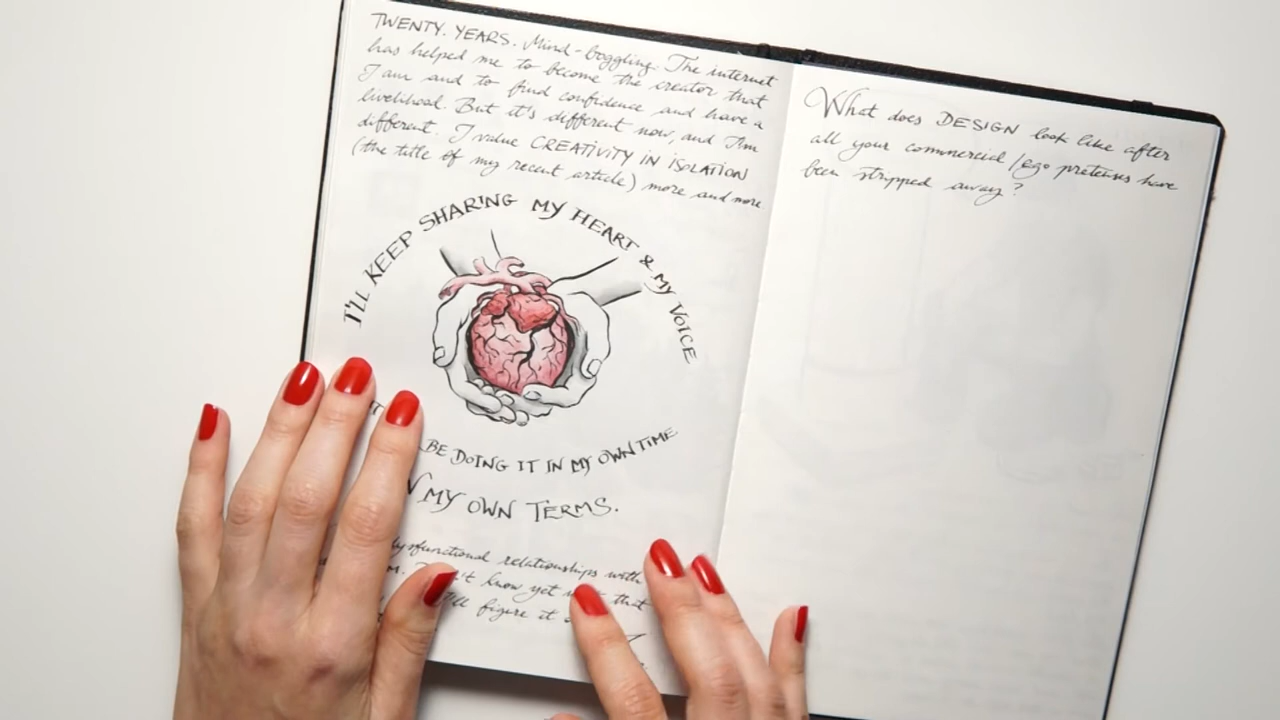 TWENTY. YEARS. Mind-boggling. The internet
has helped me to become the creator that
I am and to find confidence and have a
livelihood. But it's different now, and I'm
different. I value CREATIVITY IN ISOLATION
(the title of my recent article) more and more
I'LL KEEP SHARING MY HEART & MY VOICE
BE DOING IT IN MY OWN TIME
MY OWN TERMS.
dysfunctional relationships with
know yet that
figure it
What does DESIGN look like after
all your commercial/ego pretenses have
been stripped away?